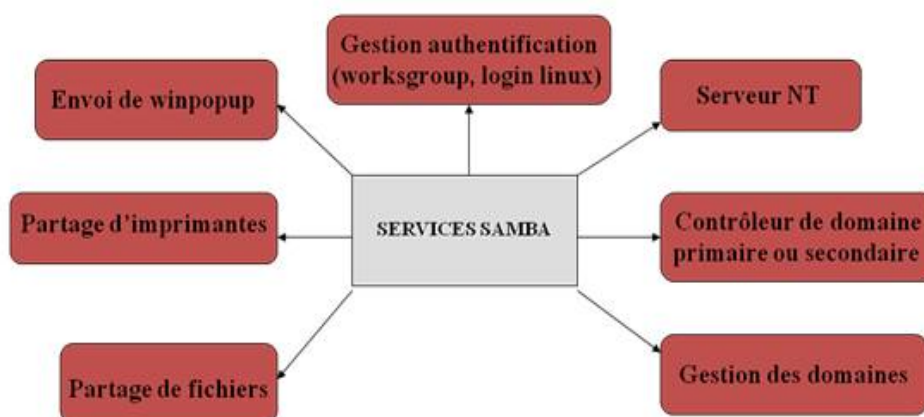 Gestion authentification
(worksgroup, login linux)
Envoi de winpopup
Serveur NT
Partage d'imprimantes
SERVICES SAMBA
Contrôleur de domaine
primaire ou secondaire
Partage de fichiers
Gestion des domaines